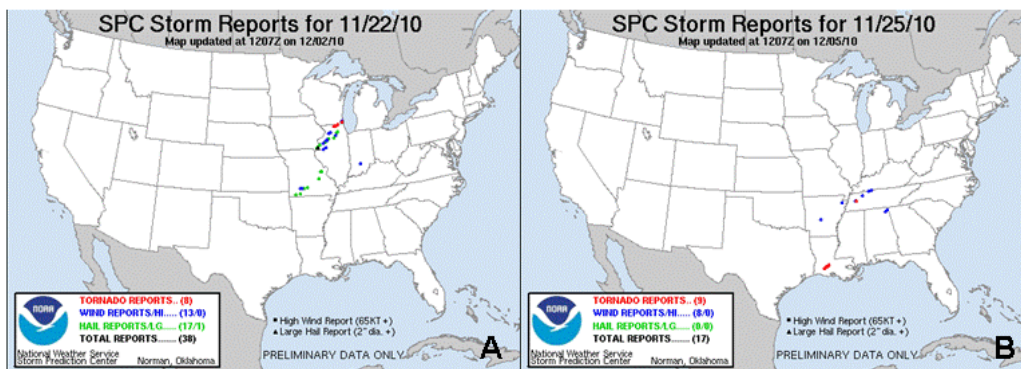 SPC Storm Reports for 11/22/10
Map updated at 1207Z on 12/02/10
NOAA
TORNADO REPORTS.. (8)
WIND REPORTS/HI..... (13/0)
HAIL REPORTS/LG..... (17/1)
TOTAL REPORTS....... (38)
National Weather Service
Storm Prediction Center Norman, Oklahoma
High Wind Report (65KT +)
Large Hail Report (2" dia. +)
PRELIMINARY DATA ONLY
A
SPC Storm Reports for 11/25/10
Map updated at 1207Z on 12/05/10
NOAA
TORNADO REPORTS.. (9)
WIND REPORTS/HI..... (8/0)
HAIL REPORTS/LG..... (0/0)
TOTAL REPORTS....... (17)
National Weather Service
Storm Prediction Center Norman, Oklahoma
High Wind Report (65KT +)
Large Hail Report (2" dia. +)
PRELIMINARY DATA ONLY
B